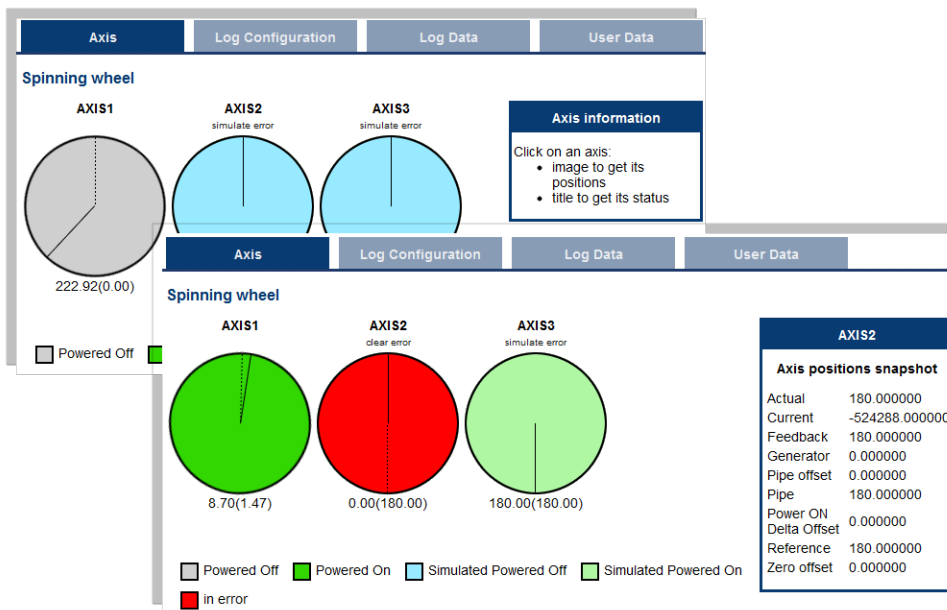 Axis Log Configuration Log Data User Data
Spinning wheel
AXIS1 AXIS2 AXIS3
simulate error simulate error
Axis information
Click on an axis:
• image to get its
positions
• title to get its status
222.92(0.00)
Powered Off
Axis Log Configuration Log Data User Data
Spinning wheel
AXIS1 AXIS2 AXIS3
clear error simulate error
8.70(1.47) 0.00(180.00) 180.00(180.00)
Powered Off Powered On Simulated Powered Off Simulated Powered On
in error
AXIS2
Axis positions snapshot
Actual 180.000000
Current -524288.000000
Feedback 180.000000
Generator 0.000000
Pipe offset 0.000000
Pipe 180.000000
Power ON
Delta Offset 0.000000
Reference 180.000000
Zero offset 0.000000